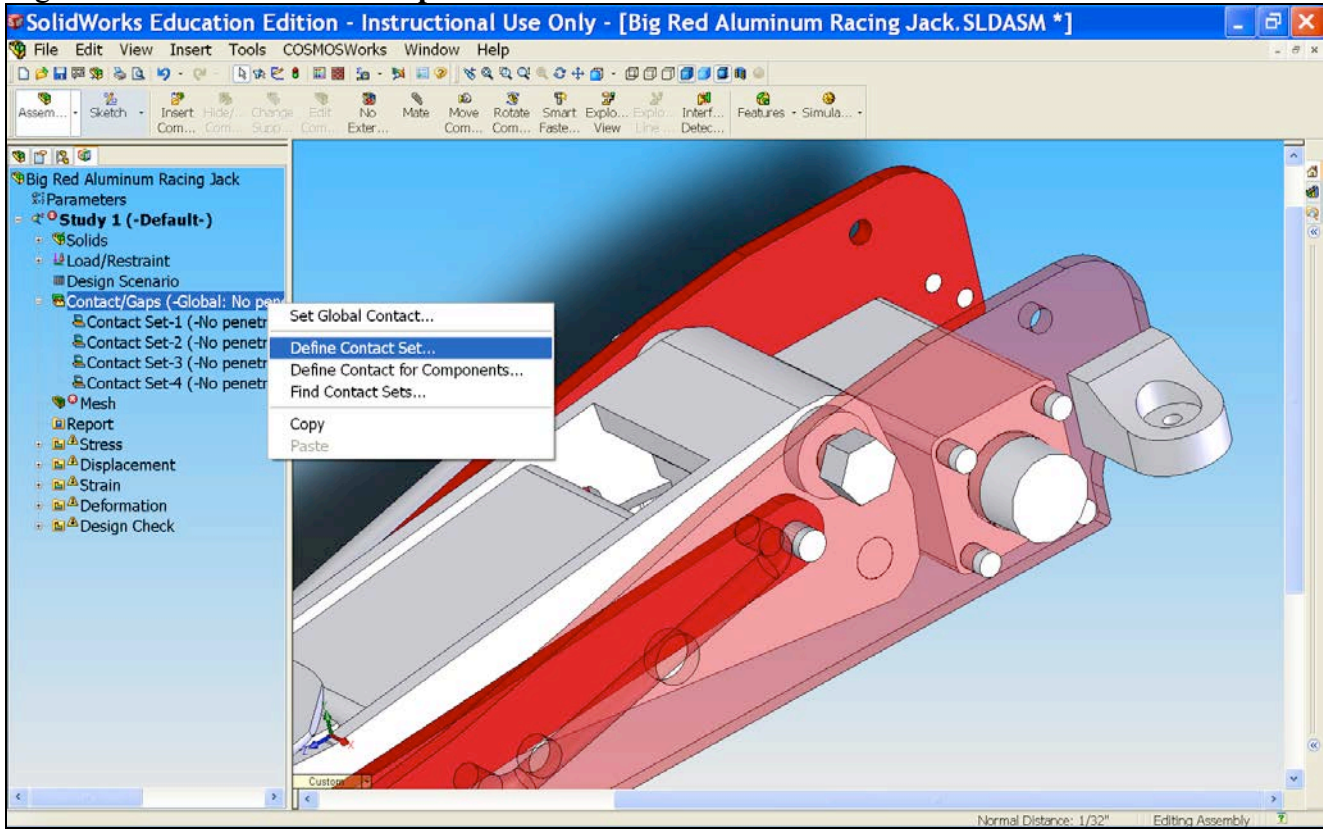 SolidWorks Education Edition - Instructional Use Only - [Big Red Aluminum Racing Jack.SLDASM *]
File Edit View Insert Tools COSMOSWorks Window Help
Assem... Sketch Insert Com... Hide/... Com... Change Supp... Edit Com... No Exter... Mate Move Com... Rotate Com... Smart Faste... Explo... View Explo... Line ... Interf... Detec... Features Simula...
Big Red Aluminum Racing Jack
Parameters
Study 1 (-Default-)
Solids
Load/Restraint
Design Scenario
Contact/Gaps (-Global: No pen
Contact Set-1 (-No penetr
Contact Set-2 (-No penetr
Contact Set-3 (-No penetr
Contact Set-4 (-No penetr
Mesh
Report
Stress
Displacement
Strain
Deformation
Design Check
Set Global Contact...
Define Contact Set...
Define Contact for Components...
Find Contact Sets...
Copy
Paste
Custom
Normal Distance: 1/32" Editing Assembly